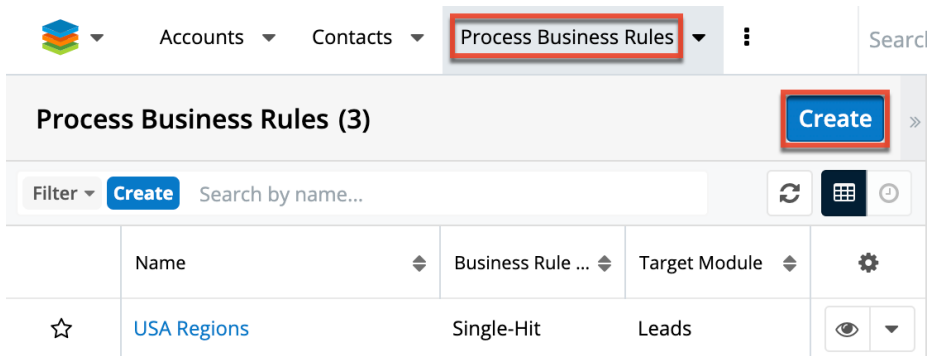 Accounts Contacts Process Business Rules Searc
Process Business Rules (3) Create
Filter Create Search by name...
Name Business Rule ... Target Module
USA Regions Single-Hit Leads